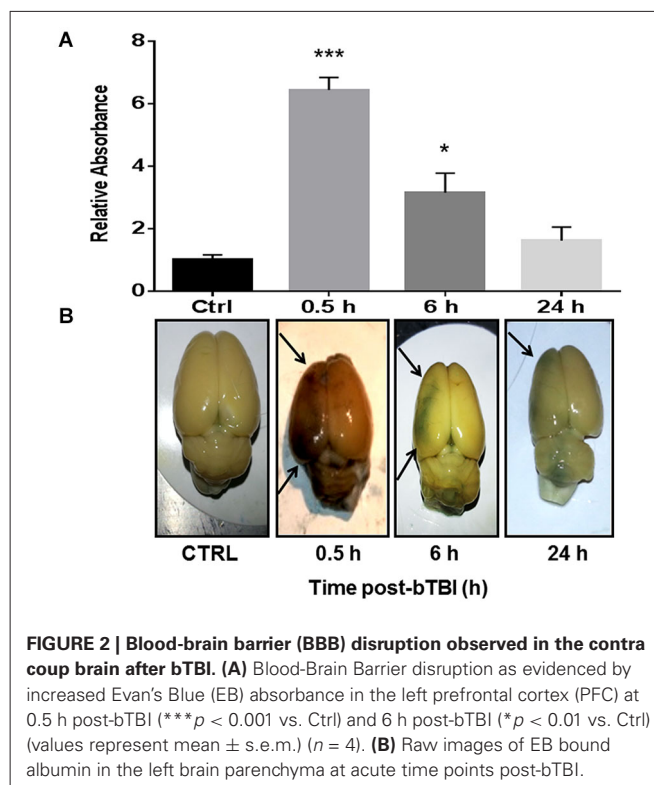 A
8
6
4
2
0
Relative Absorbance
***
*
Ctrl 0.5 h 6 h 24 h
B
CTRL 0.5 h 6 h 24 h
Time post-bTBI (h)
FIGURE 2 | Blood-brain barrier (BBB) disruption observed in the contra
coup brain after bTBI. (A) Blood-Brain Barrier disruption as evidenced by
increased Evan's Blue (EB) absorbance in the left prefrontal cortex (PFC) at
0.5 h post-bTBI (***p < 0.001 vs. Ctrl) and 6 h post-bTBI (*p < 0.01 vs. Ctrl)
(values represent mean ± s.e.m.) (n = 4). (B) Raw images of EB bound
albumin in the left brain parenchyma at acute time points post-bTBI.